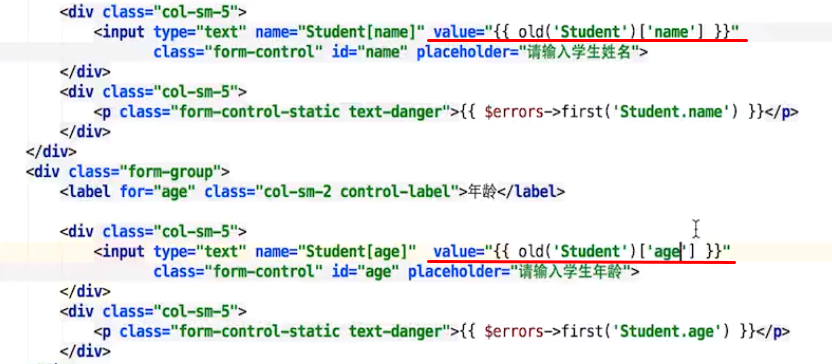 <div class="col-sm-5">
<input type="text" name="Student[name]" value="{{ old('Student')['name'] }}"
class="form-control" id="name" placeholder="请输入学生姓名">
</div>
<div class="col-sm-5">
<p class="form-control-static text-danger">{{ $errors->first('Student.name') }}</p>
</div>
</div>
<div class="form-group">
<label for="age" class="col-sm-2 control-label">年龄</label>
<div class="col-sm-5">
<input type="text" name="Student[age]" value="{{ old('Student')['age'] }}"
class="form-control" id="age" placeholder="请输入学生年龄">
</div>
<div class="col-sm-5">
<p class="form-control-static text-danger">{{ $errors->first('Student.age') }}</p>
</div>